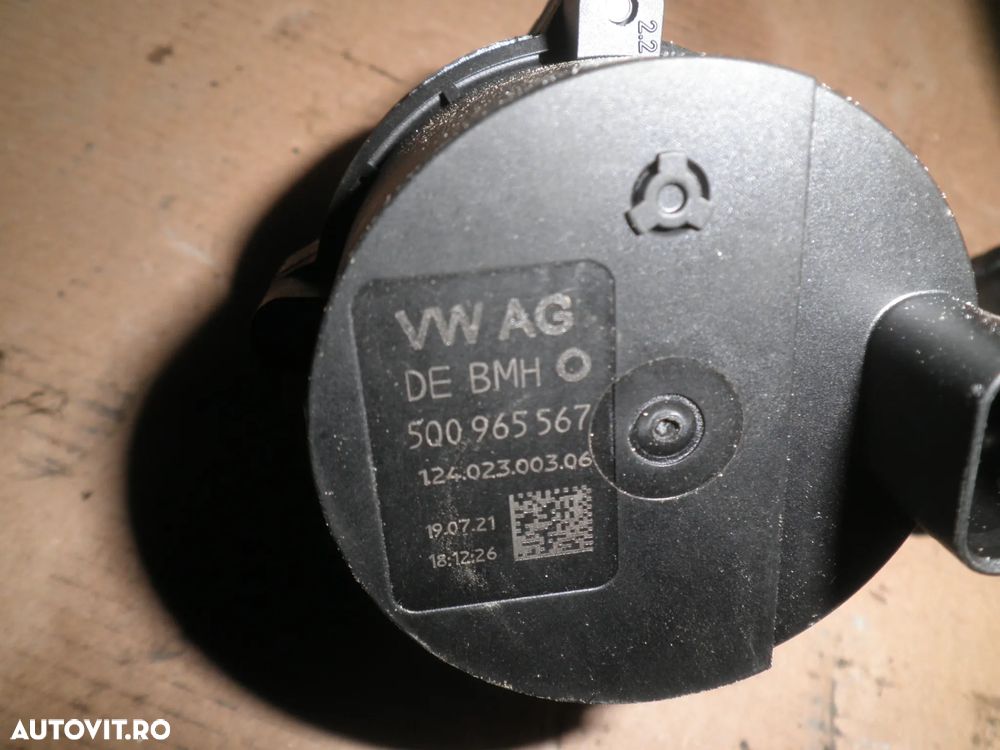 2.2
VW AG
DE BMH
5Q0 965 567
124.023.003.06
19.07.21
18:12:26
AUTOVIT.RO